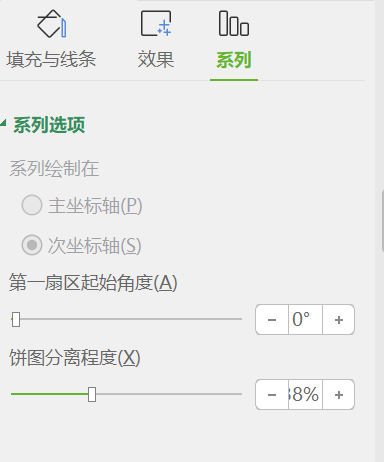 填充与线条 效果 系列
系列选项
系列绘制在
主坐标轴(P)
次坐标轴(S)
第一扇区起始角度(A)
− 0° +
饼图分离程度(X)
− 38% +